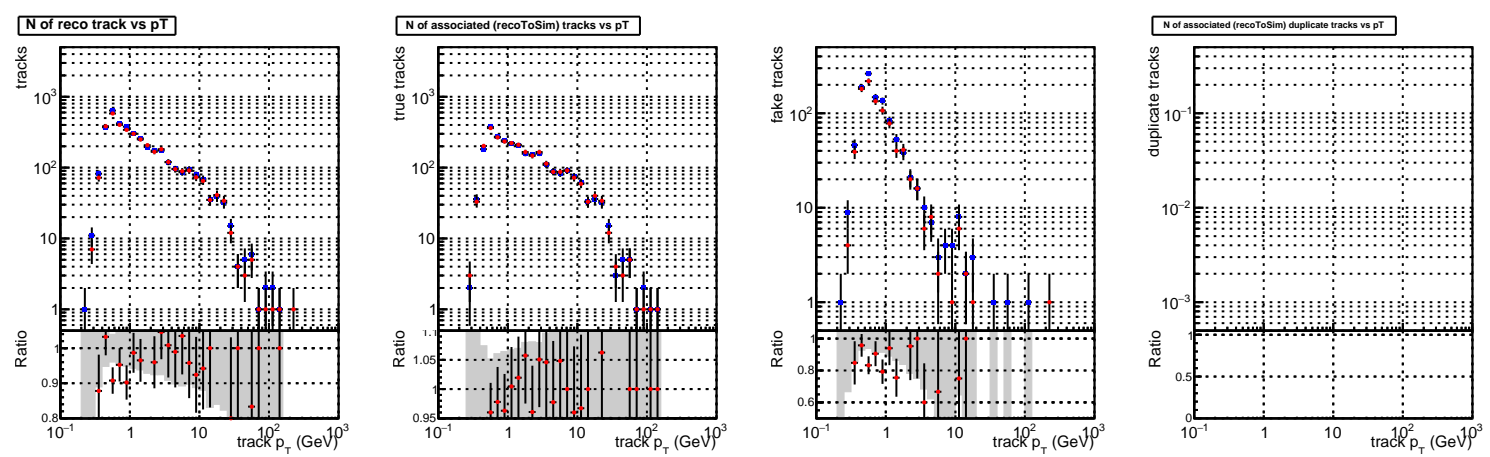 N of reco track vs pT
tracks
10³
10²
10
1
Ratio
1
0.9
0.8
10⁻¹ 1 10 10² 10³
track p_T (GeV)
N of associated (recoToSim) tracks vs pT
true tracks
10³
10²
10
1
Ratio
1.1
1.05
1
0.95
10⁻¹ 1 10 10² 10³
track p_T (GeV)
fake tracks
10²
10
1
Ratio
1
0.8
0.6
10⁻¹ 1 10 10² 10³
track p_T (GeV)
N of associated (recoToSim) duplicate tracks vs pT
duplicate tracks
10⁻¹
10⁻²
10⁻³
Ratio
1
0.5
0
10⁻¹ 1 10 10² 10³
track p_T (GeV)